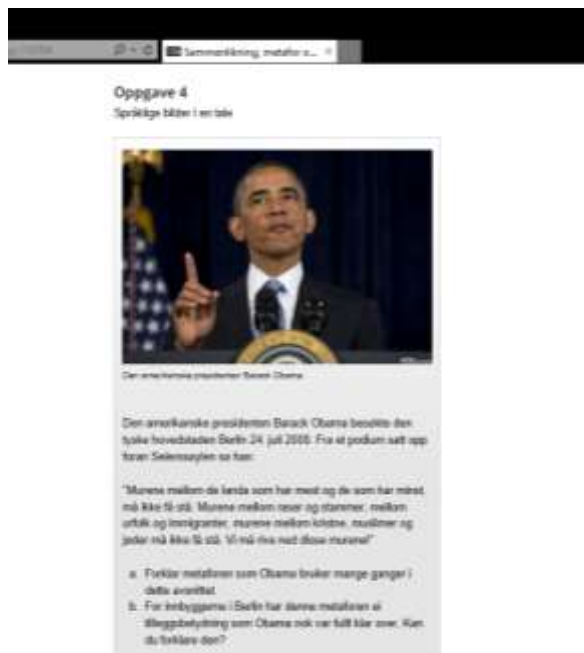 Sammenlikning, metafor o...
Oppgave 4
Språklige bilder i en tale
Den amerikanske presidenten Barack Obama
Den amerikanske presidenten Barack Obama besøkte den
tyske hovedstaden Berlin 24. juli 2008. Fra et podium satt opp
foran Seierssøylen sa han:
"Murene mellom de landa som har mest og de som har minst,
må ikke få stå. Murene mellom raser og stammer, mellom
urfolk og immigranter, murene mellom kristne, muslimer og
jøder må ikke få stå. Vi må rive ned disse murene!"
a. Forklar metaforen som Obama bruker mange ganger i
dette avsnittet.
b. For innbyggerne i Berlin har denne metaforen ei
tilleggsbetydning som Obama nok var fullt klar over. Kan
du forklare den?